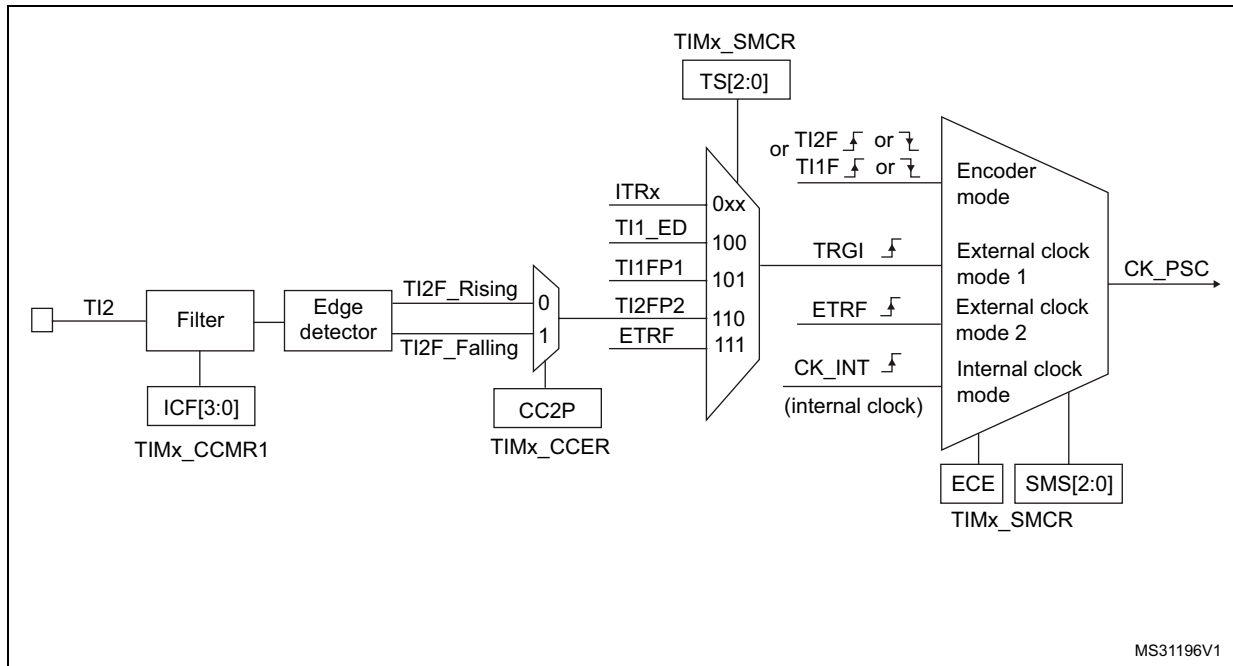 TIMx_SMCR
TS[2:0]
or TI2F or
TI1F or
Encoder
mode
ITRx
0xx
TI1_ED
100
TRGI
External clock
mode 1
CK_PSC
TI1FP1
101
TI2
Filter
Edge
detector
TI2F_Rising
0
TI2F_Falling
1
TI2FP2
110
ETRF
111
ETRF
External clock
mode 2
CK_INT
(internal clock)
Internal clock
mode
ICF[3:0]
TIMx_CCMR1
CC2P
TIMx_CCER
ECE
SMS[2:0]
TIMx_SMCR
MS31196V1